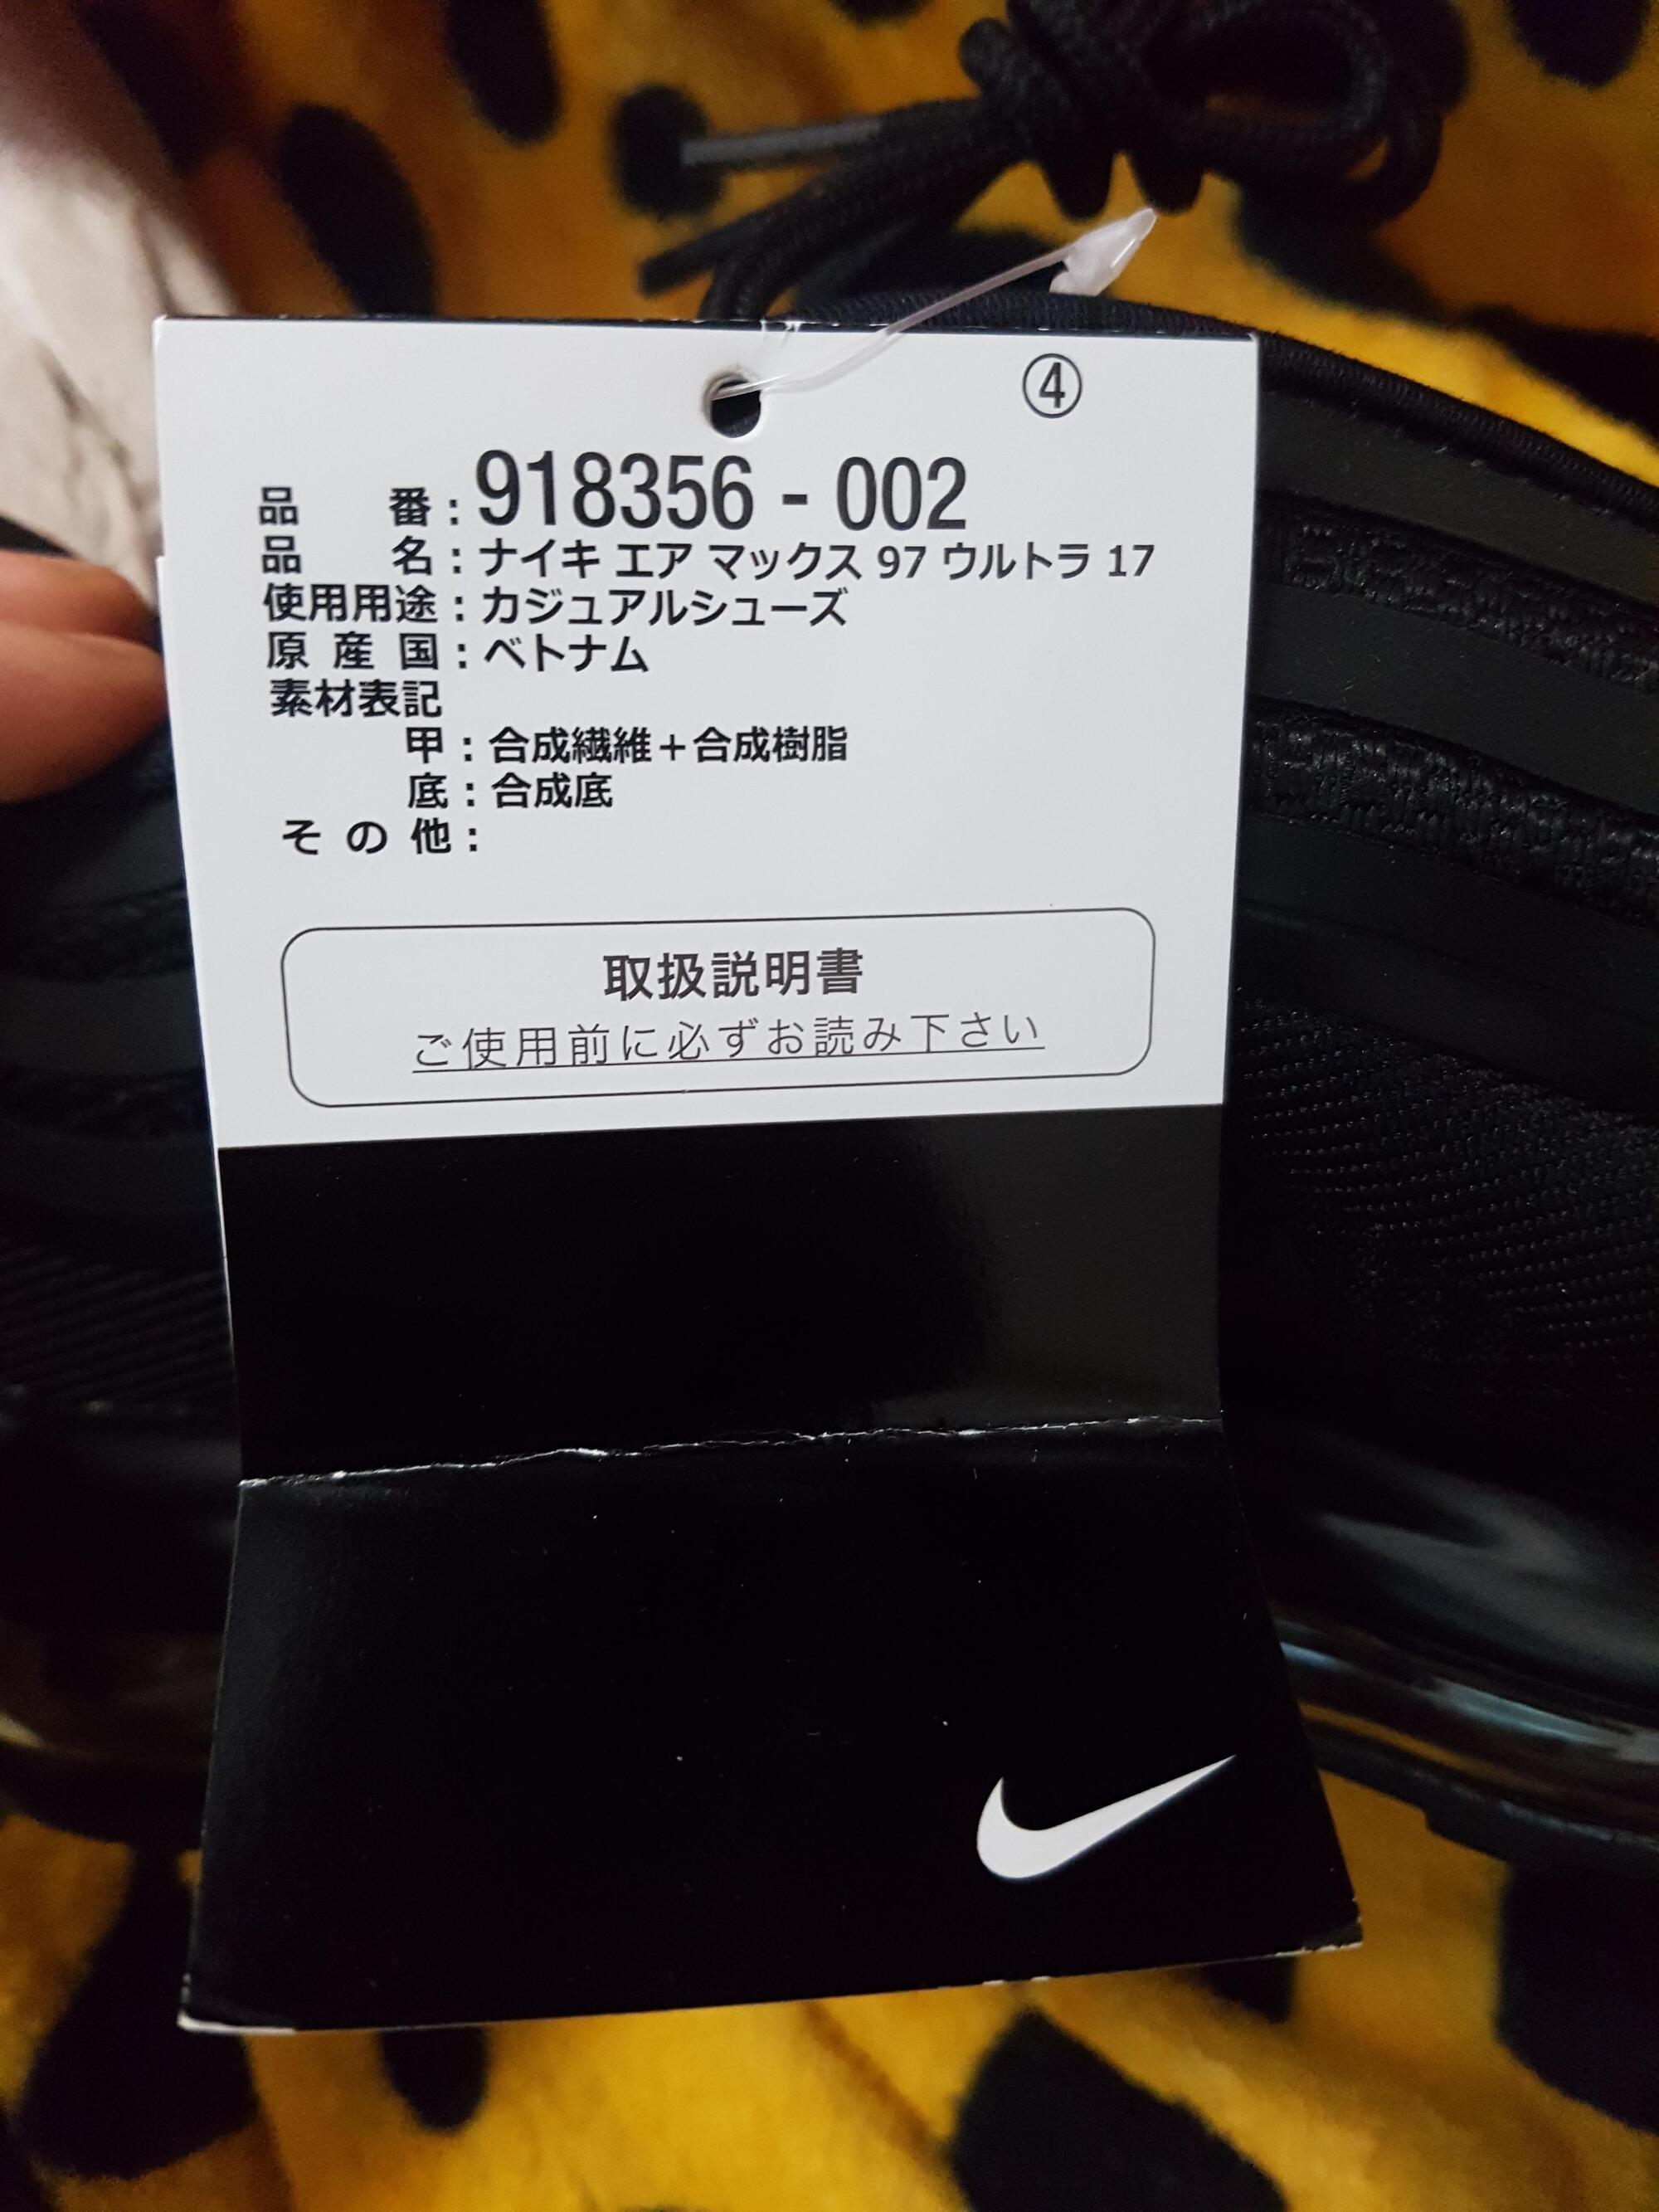 ④
品 番：918356 - 002
品 名：ナイキ エア マックス 97 ウルトラ 17
使用用途：カジュアルシューズ
原 産 国：ベトナム
素材表記
甲：合成繊維＋合成樹脂
底：合成底
そ の 他：
取扱説明書
ご使用前に必ずお読み下さい